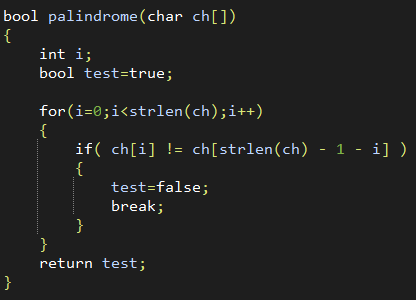 bool palindrome(char ch[])
{
    int i;
    bool test=true;

    for(i=0;i<strlen(ch);i++)
    {
        if( ch[i] != ch[strlen(ch) - 1 - i] )
        {
            test=false;
            break;
        }
    }
    return test;
}